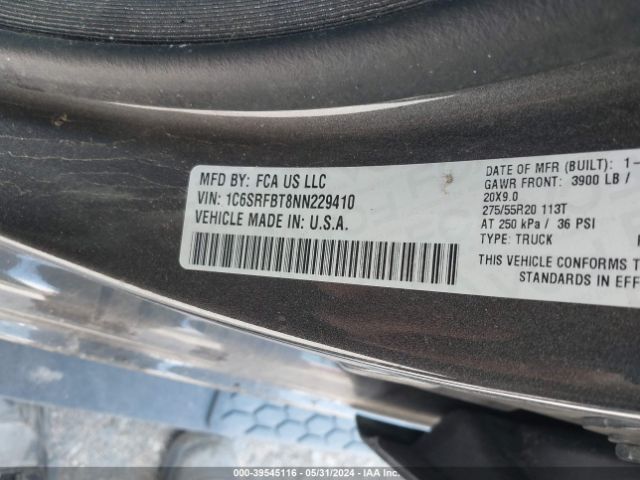 MFD BY: FCA US LLC
VIN: 1C6SRFBT8NN229410
VEHICLE MADE IN: U.S.A.
DATE OF MFR (BUILT): 1-
GAWR FRONT: 3900 LB /
20X9.0
275/55R20 113T
AT 250 kPa / 36 PSI
TYPE: TRUCK
THIS VEHICLE CONFORMS T
STANDARDS IN EFF
000-39545116 - 05/31/2024 - IAA Inc.